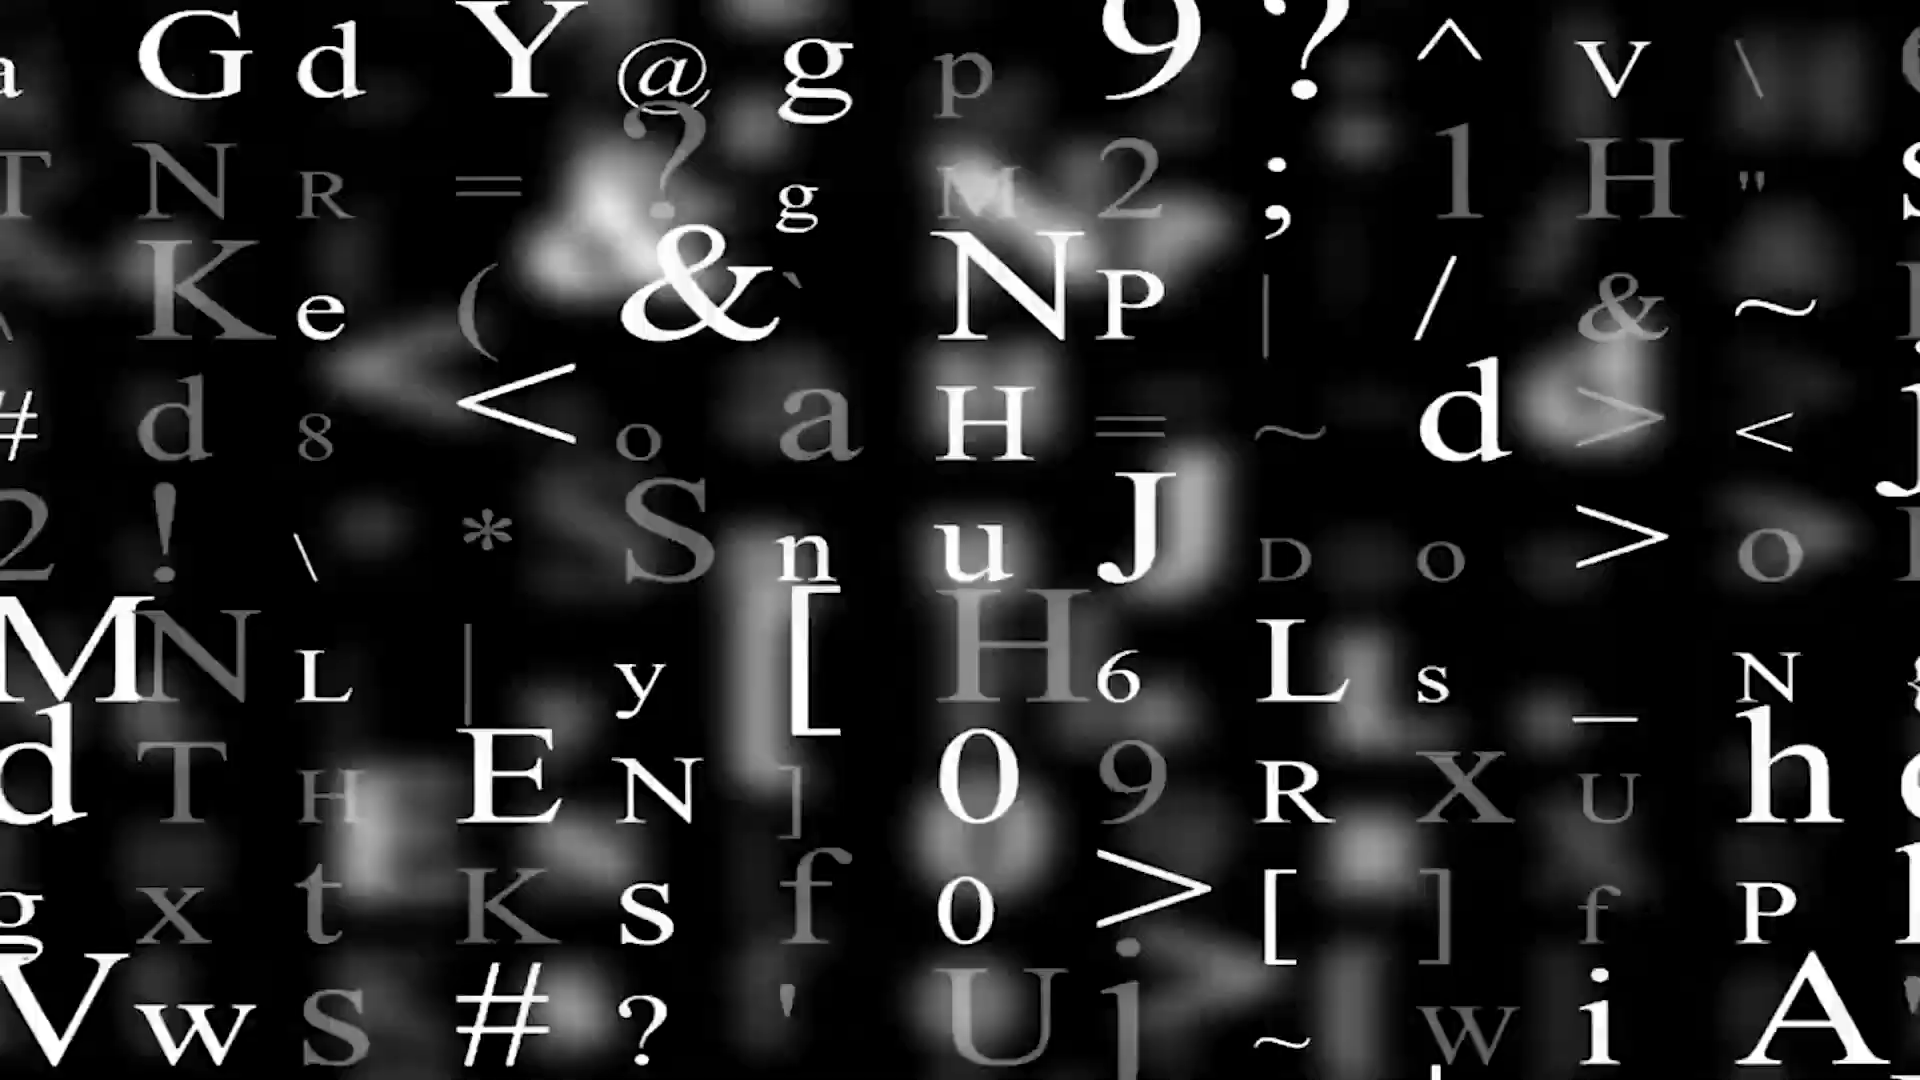 a G d Y @ g p 9 ? ^ v \
T N R = ? g M 2 ; 1 H " s
\ K e ( & ` N P | / & ~
# d 8 < o a H = ~ d > < j
2 ! \ * S n u J D o > o
M N L | y [ H 6 L s _ N g
d T H E N ] 0 9 R X U h
g x t K s f 0 > [ ] f P
V w S # ? ' U j ~ w i A "